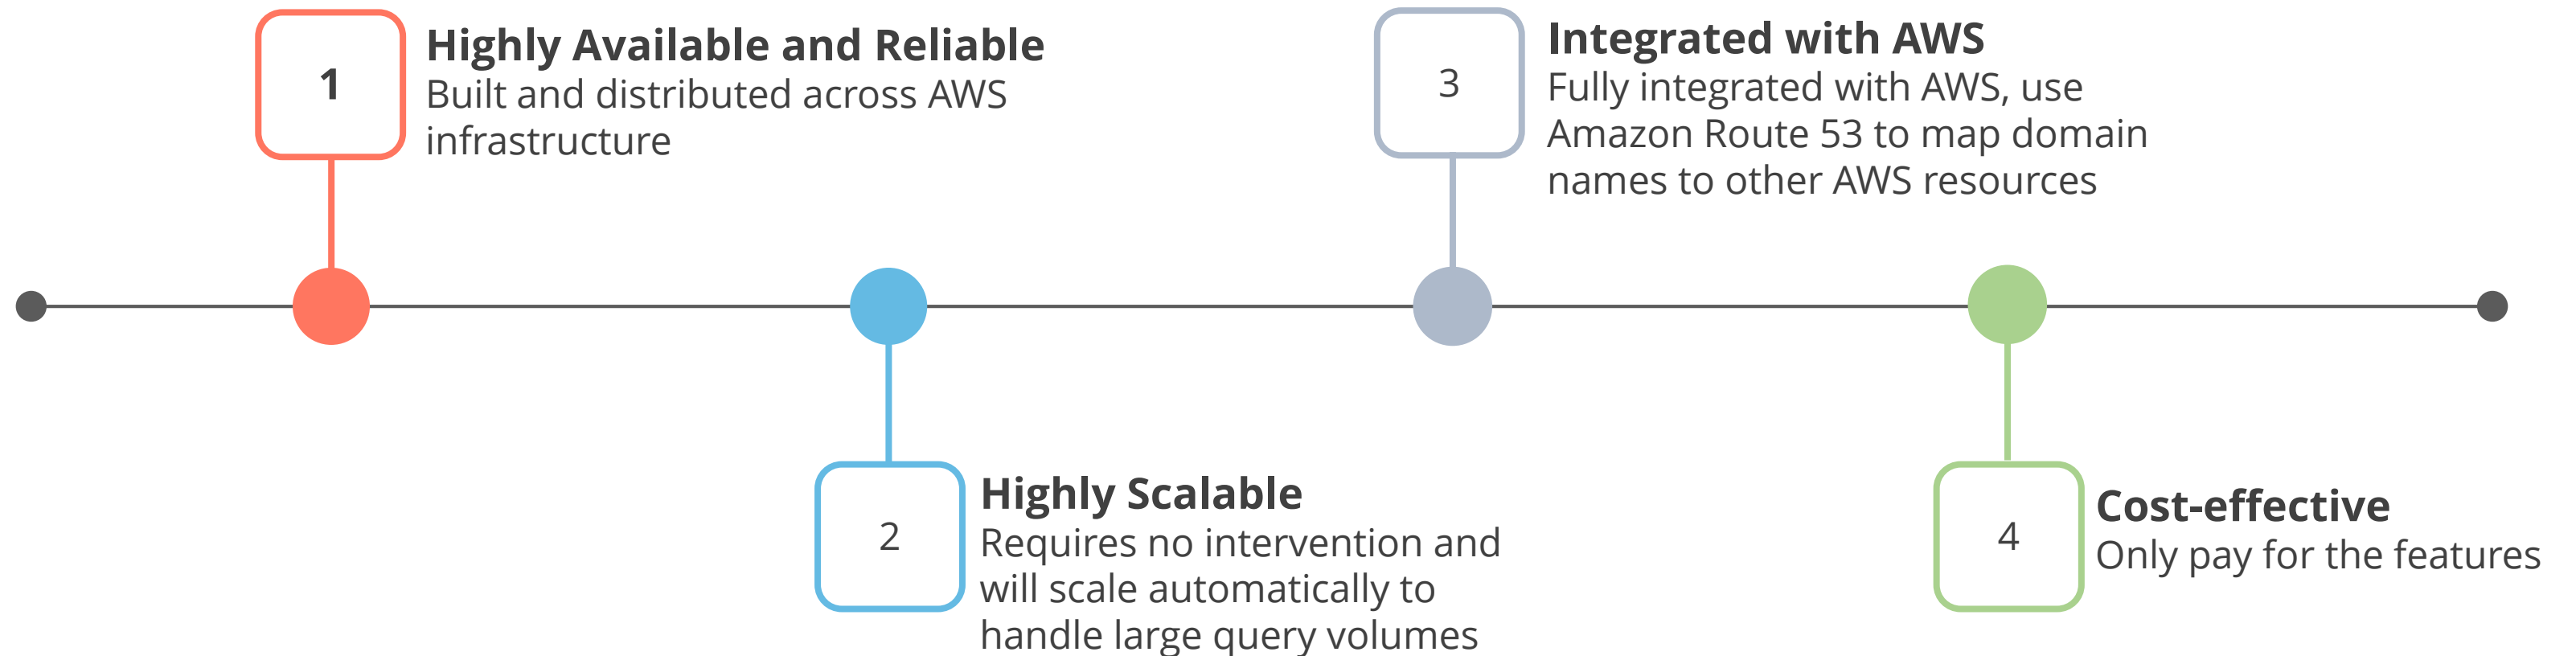 1
Highly Available and Reliable
Built and distributed across AWS
infrastructure
2
Highly Scalable
Requires no intervention and
will scale automatically to
handle large query volumes
3
Integrated with AWS
Fully integrated with AWS, use
Amazon Route 53 to map domain
names to other AWS resources
4
Cost-effective
Only pay for the features